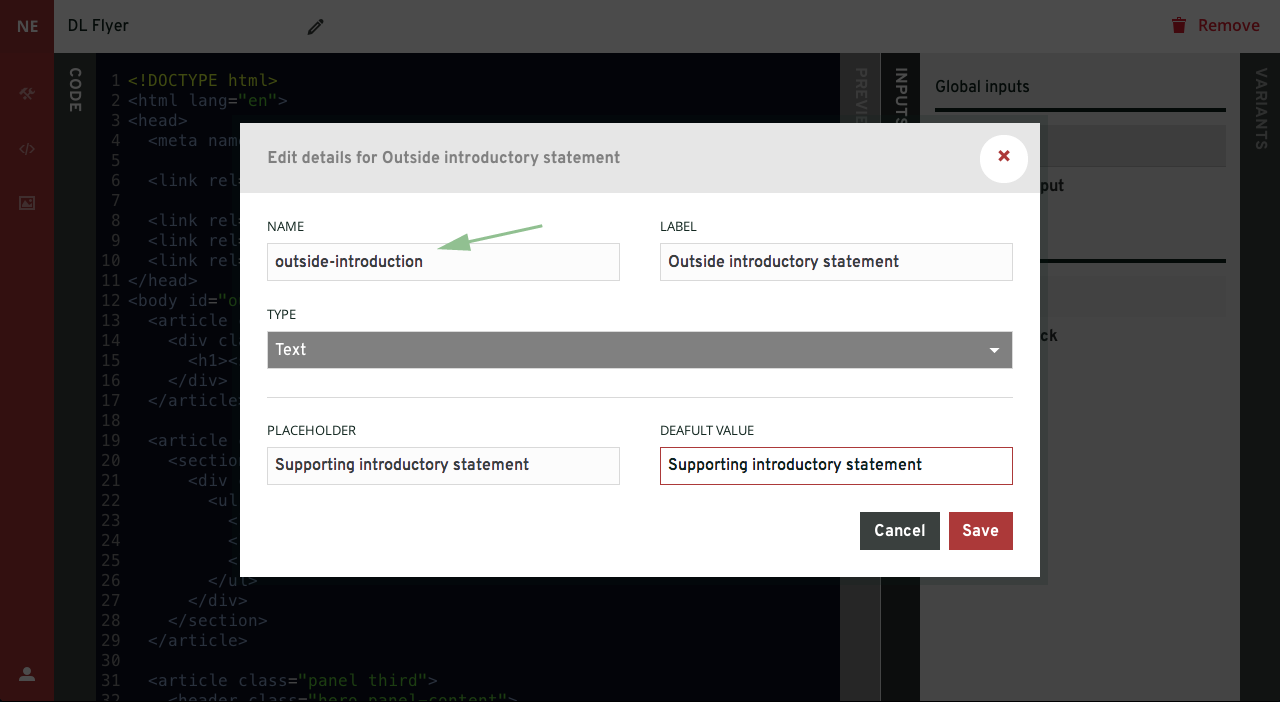 NE
DL Flyer
Remove
CODE
PREVIE
INPUTS
VARIANTS
Global inputs
put
ck
1 <!DOCTYPE html>
2 <html lang="en">
3 <head>
4 <meta nam
5
6 <link rel
7
8 <link rel
9 <link rel
10 <link rel
11 </head>
12 <body id="o
13 <article
14 <div cla
15 <h1><
16 </div>
17 </article>
18
19 <article
20 <section
21 <div
22 <ul
23 <
24 <
25 <
26 </ul>
27 </div>
28 </section>
29 </article>
30
31 <article class="panel third">
32 <header class="hero panel-content">
Edit details for Outside introductory statement
NAME
outside-introduction
LABEL
Outside introductory statement
TYPE
Text
PLACEHOLDER
Supporting introductory statement
DEAFULT VALUE
Supporting introductory statement
Cancel
Save